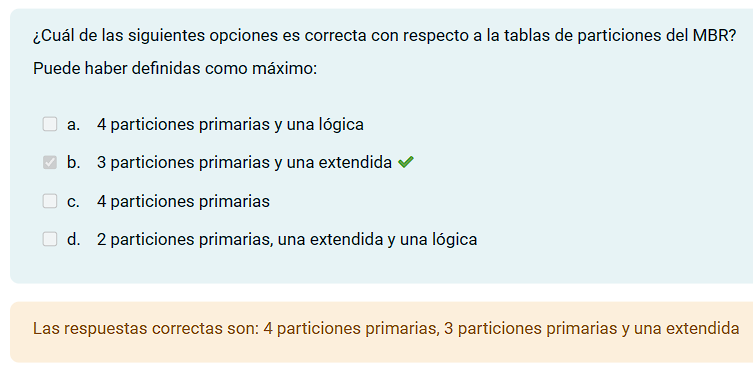 ¿Cuál de las siguientes opciones es correcta con respecto a la tablas de particiones del MBR?
Puede haber definidas como máximo:
a. 4 particiones primarias y una lógica
b. 3 particiones primarias y una extendida
c. 4 particiones primarias
d. 2 particiones primarias, una extendida y una lógica
Las respuestas correctas son: 4 particiones primarias, 3 particiones primarias y una extendida